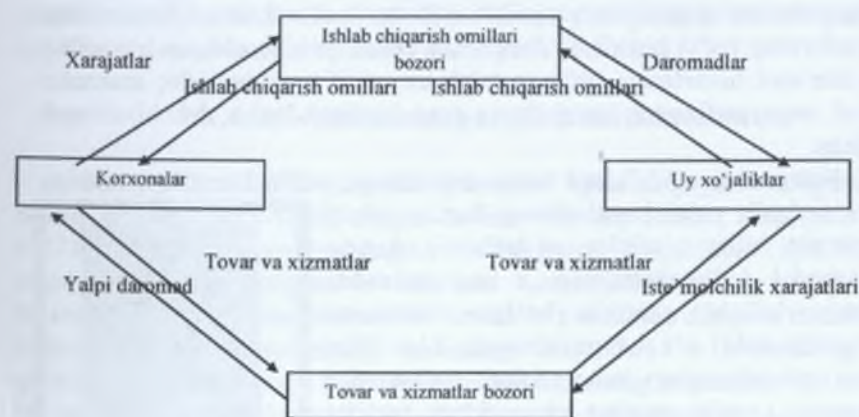 Ishlab chiqarish omillari
bozori
Xarajatlar
Daromadlar
Ishlab chiqarish omillari
Ishlab chiqarish omillari
Korxonalar
Uy xo'jaliklar
Tovar va xizmatlar
Tovar va xizmatlar
Yalpi daromad
Iste'molchilik xarajatlari
Tovar va xizmatlar bozori